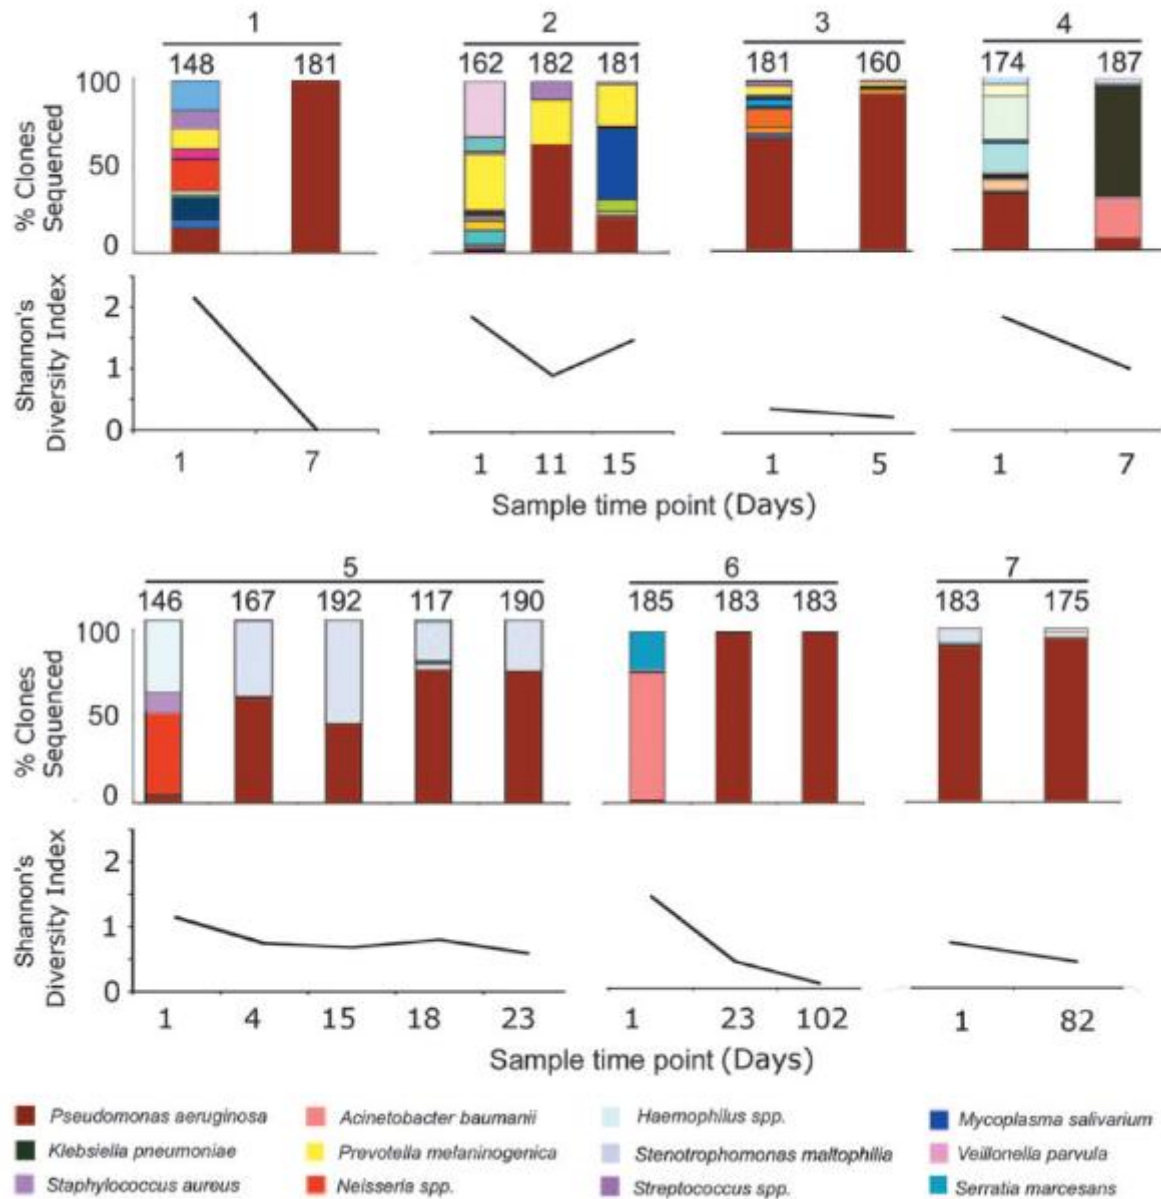 1 2 3 4
148 181 162 182 181 181 160 174 187
% Clones Sequenced
100
50
0
Shannon's Diversity Index
2
1
0
1 7 1 11 15 1 5 1 7
Sample time point (Days)
5 6 7
146 167 192 117 190 185 183 183 183 175
% Clones Sequenced
100
50
0
Shannon's Diversity Index
2
1
0
1 4 15 18 23 1 23 102 1 82
Sample time point (Days)
Pseudomonas aeruginosa Acinetobacter baumanii Haemophilus spp. Mycoplasma salivarium
Klebsiella pneumoniae Prevotella melaninogenica Stenotrophomonas maltophilia Veillonella parvula
Staphylococcus aureus Neisseria spp. Streptococcus spp. Serratia marcesans